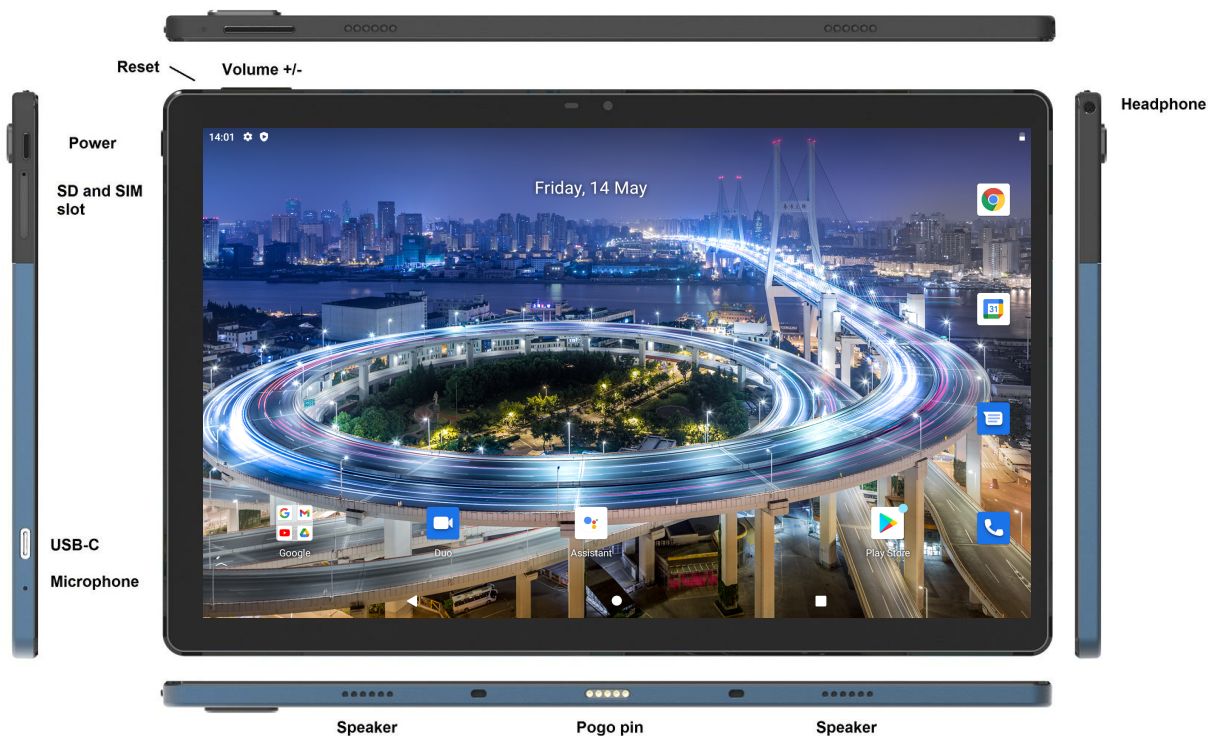 Reset
Volume +/-
Headphone
Power
SD and SIM
slot
14:01
Friday, 14 May
31
G
M
Google
Duo
Assistant
Play Store
USB-C
Microphone
Speaker
Pogo pin
Speaker